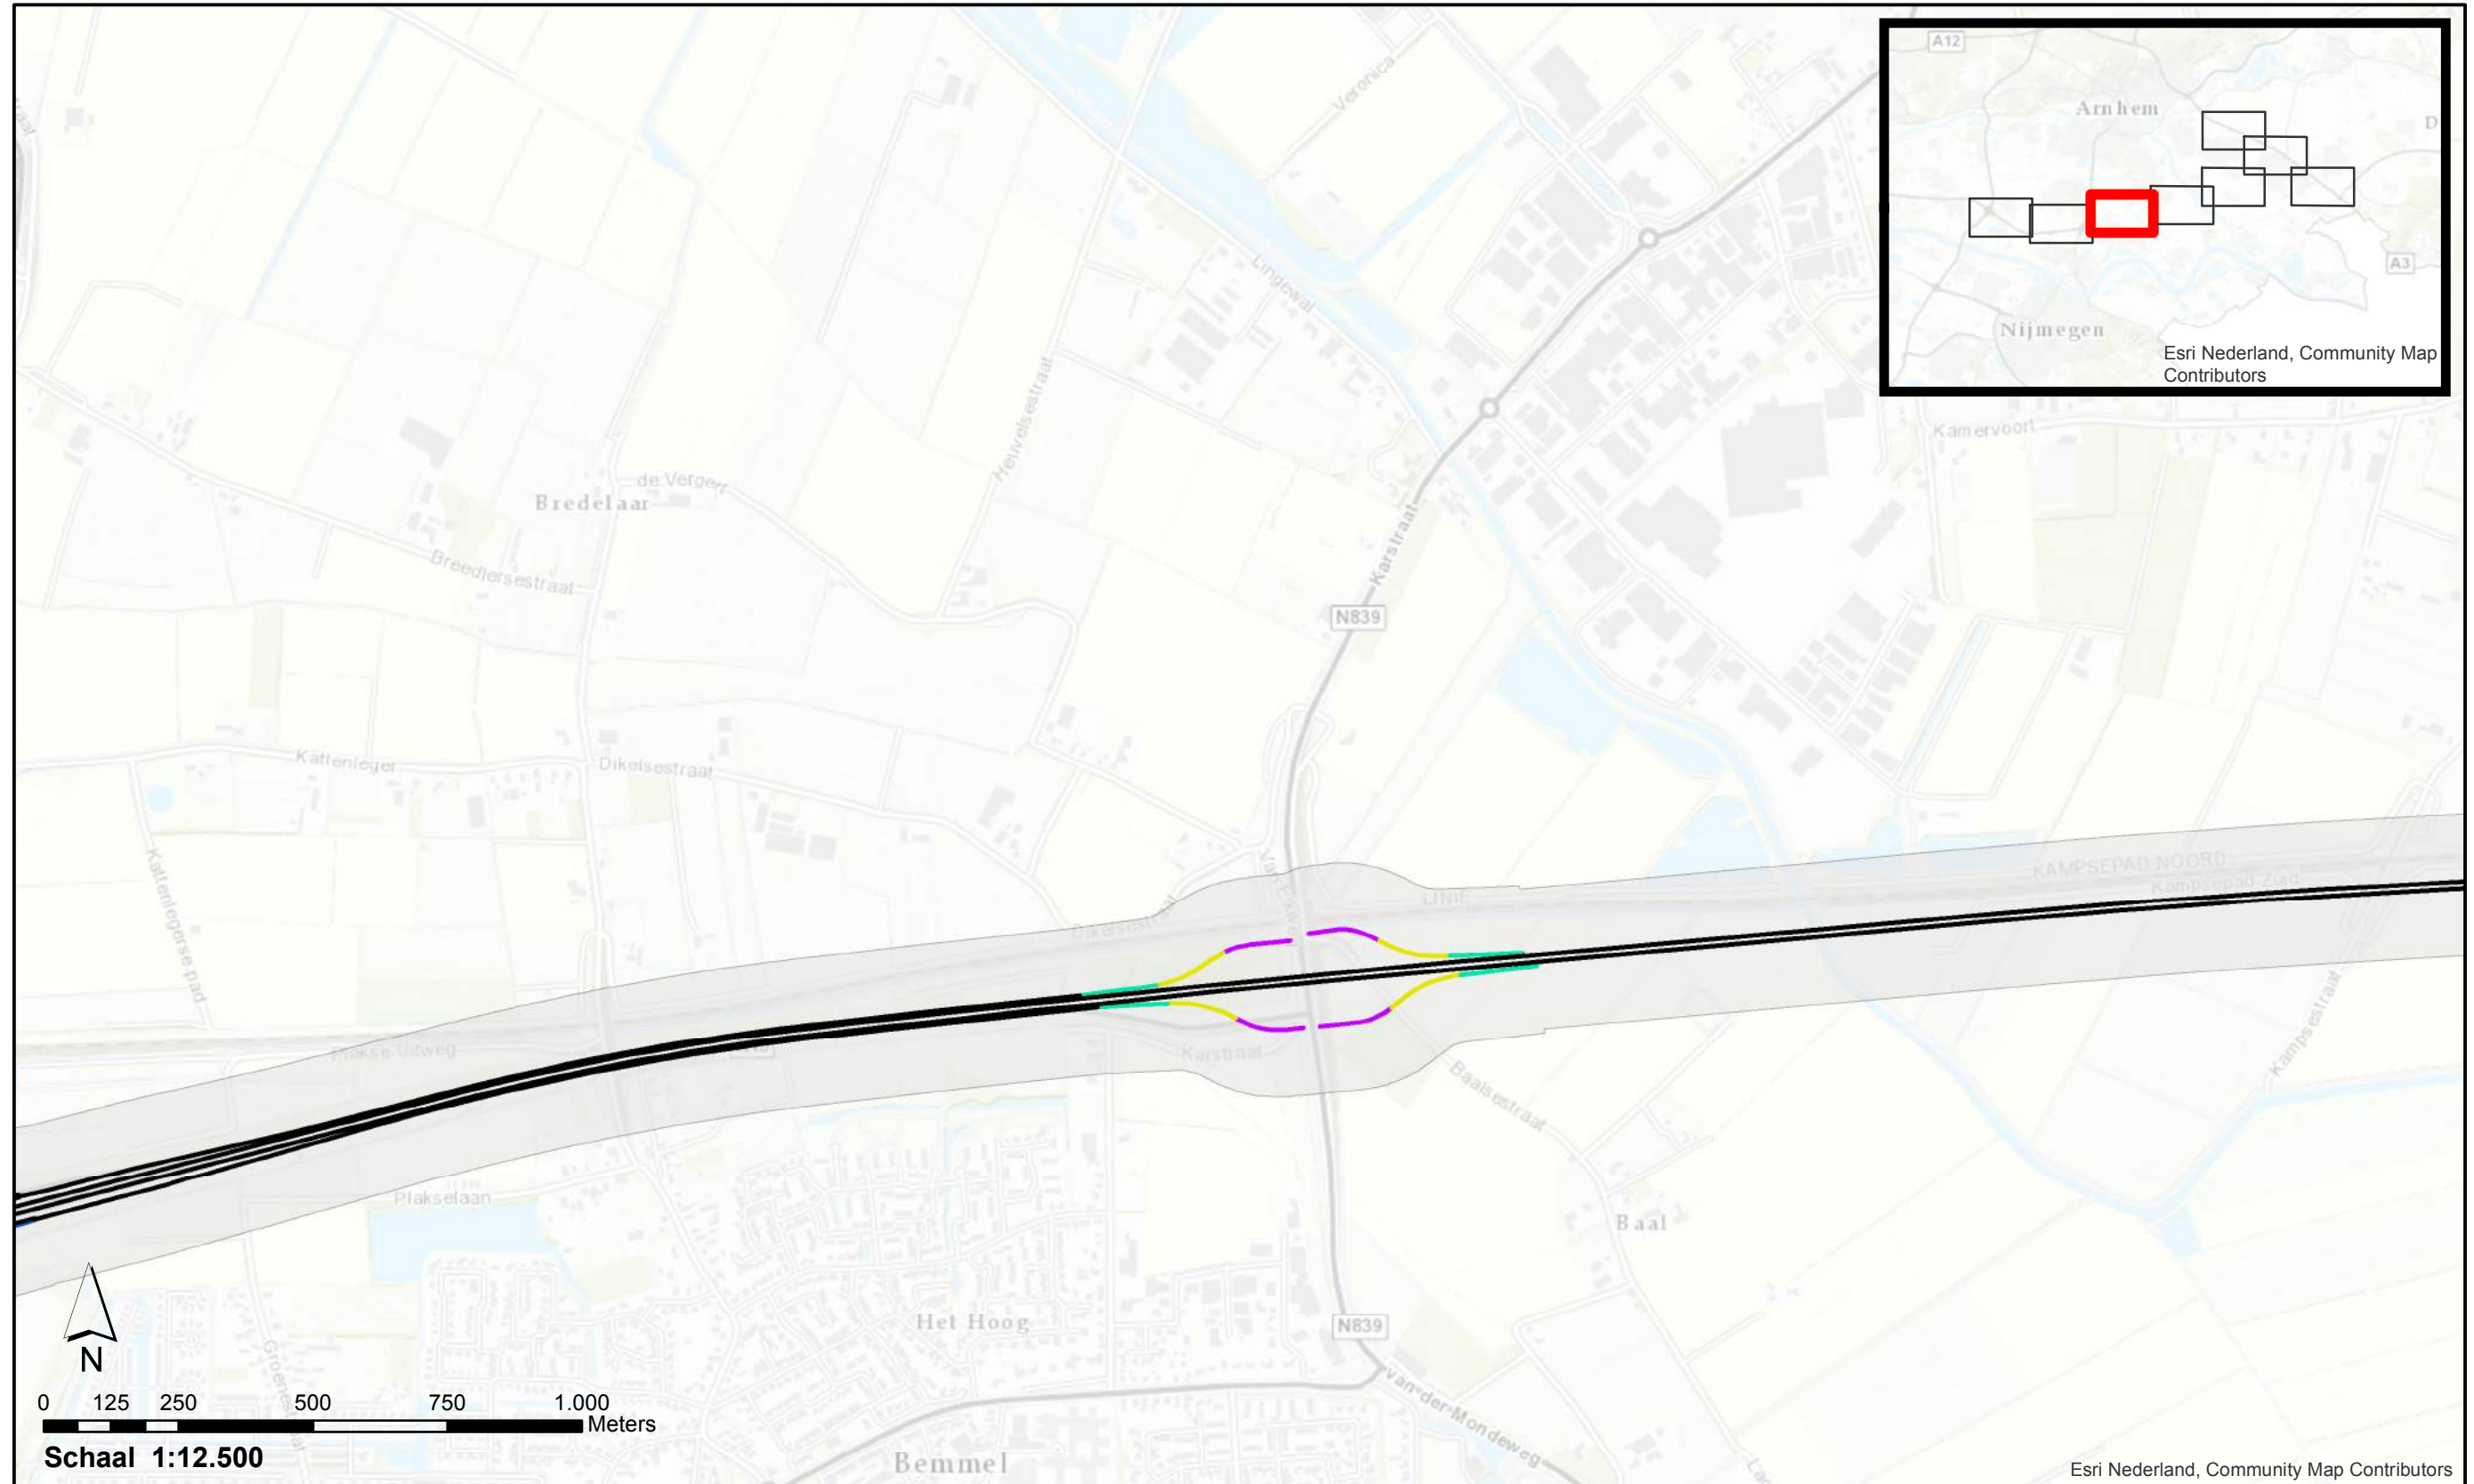 A12
Arnhem
D
A3
Nijmegen
Esri Nederland, Community Map
Contributors
Veronica
Lingewal
Heuvelsestraat
Kamervoort
de Vergert
Bredelaar
Karstraat
Breedlersestraat
N839
Kattenleger
Dikelsestraat
Kattenlegerse pad
KAMPSEPAD NOORD
Kampsepad Zuid
LINIE
Dikelsestraat
Plakse Uitweg
Karstraat
Baalsestraat
Kampsestraat
Plakselaan
Baal
Het Hoog
N839
N
van der Mondeweg
Bemmel
0 125 250 500 750 1.000
Meters
Schaal 1:12.500
Esri Nederland, Community Map Contributors